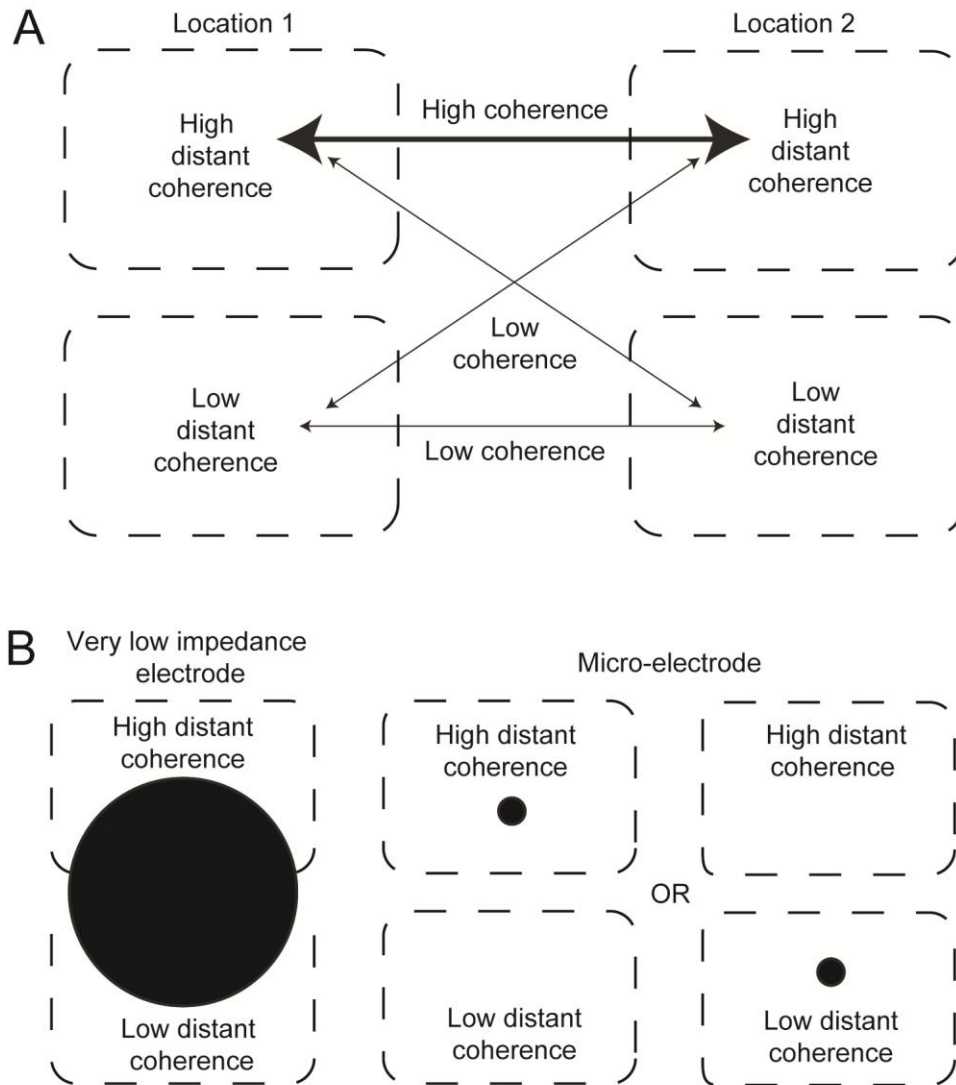 A
Location 1
Location 2
High
distant
coherence
High coherence
High
distant
coherence
Low
coherence
Low
distant
coherence
Low coherence
Low
distant
coherence
B
Very low impedance
electrode
Micro-electrode
High distant
coherence
High distant
coherence
High distant
coherence
OR
Low distant
coherence
Low distant
coherence
Low distant
coherence